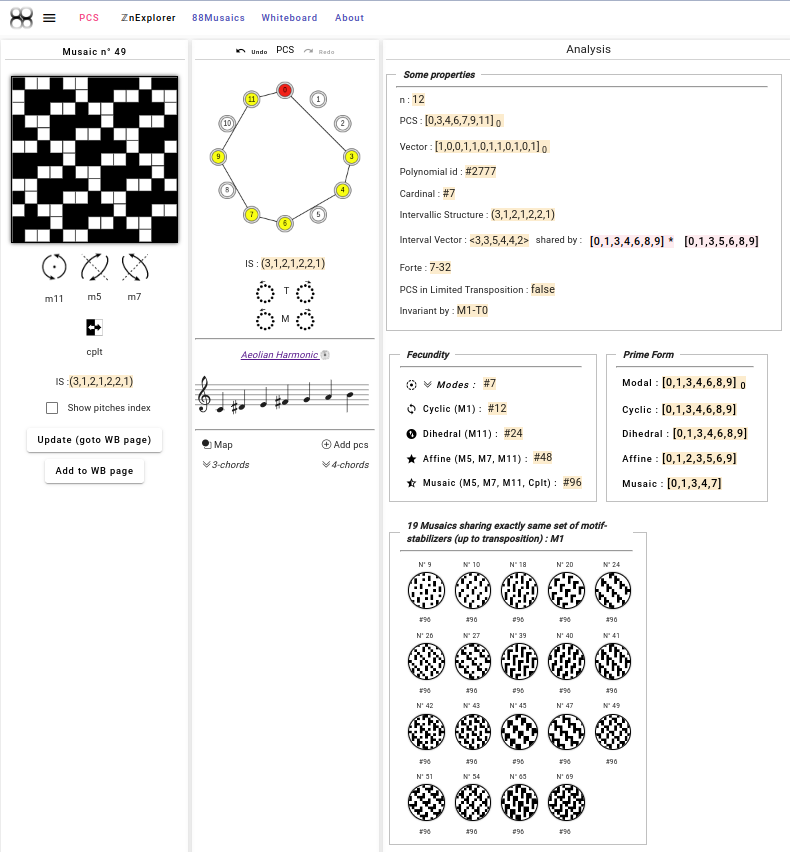 PCS ℤnExplorer 88Musaics Whiteboard About
Musaic n° 49
m11 m5 m7
cplt
IS :(3,1,2,1,2,2,1)
Show pitches index
Update (goto WB page)
Add to WB page
Undo PCS Redo
0
1
2
3
4
5
6
7
8
9
10
11
IS : (3,1,2,1,2,2,1)
T
M
Aeolian Harmonic
Map Add pcs
3-chords 4-chords
Analysis
Some properties
n : 12
PCS : [0,3,4,6,7,9,11] 0
Vector : [1,0,0,1,1,0,1,1,0,1,0,1] 0
Polynomial id : #2777
Cardinal : #7
Intervallic Structure : (3,1,2,1,2,2,1)
Interval Vector : <3,3,5,4,4,2> shared by : [0,1,3,4,6,8,9] * [0,1,3,5,6,8,9]
Forte : 7-32
PCS in Limited Transposition : false
Invariant by : M1-T0
Fecundity
Modes : #7
Cyclic (M1) : #12
Dihedral (M11) : #24
Affine (M5, M7, M11) : #48
Musaic (M5, M7, M11, Cplt) : #96
Prime Form
Modal : [0,1,3,4,6,8,9] 0
Cyclic : [0,1,3,4,6,8,9]
Dihedral : [0,1,3,4,6,8,9]
Affine : [0,1,2,3,5,6,9]
Musaic : [0,1,3,4,7]
19 Musaics sharing exactly same set of motif-
stabilizers (up to transposition) : M1
N° 9 N° 10 N° 18 N° 20 N° 24
#96 #96 #96 #96 #96
N° 26 N° 27 N° 39 N° 40 N° 41
#96 #96 #96 #96 #96
N° 42 N° 43 N° 45 N° 47 N° 49
#96 #96 #96 #96 #96
N° 51 N° 54 N° 65 N° 69
#96 #96 #96 #96